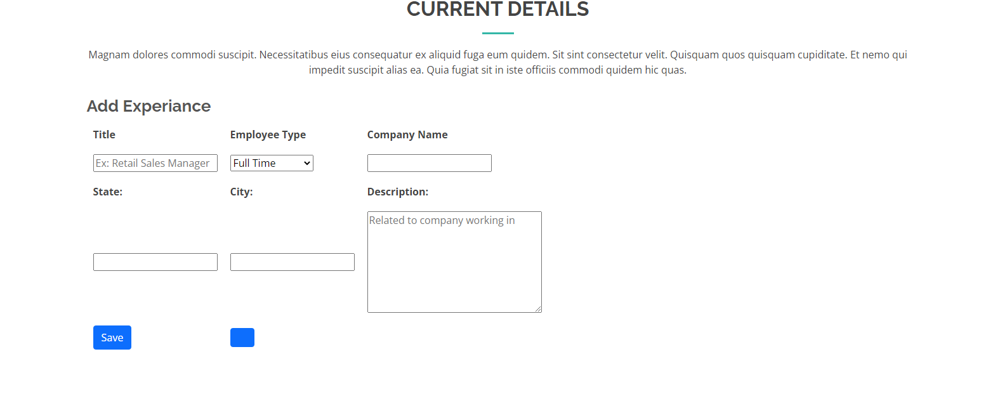 CURRENT DETAILS
Magnam dolores commodi suscipit. Necessitatibus eius consequatur ex aliquid fuga eum quidem. Sit sint consectetur velit. Quisquam quos quisquam cupiditate. Et nemo qui
impedit suscipit alias ea. Quia fugiat sit in iste officiis commodi quidem hic quas.
Add Experiance
Title Employee Type Company Name
Ex: Retail Sales Manager Full Time
State: City: Description:
Related to company working in
Save